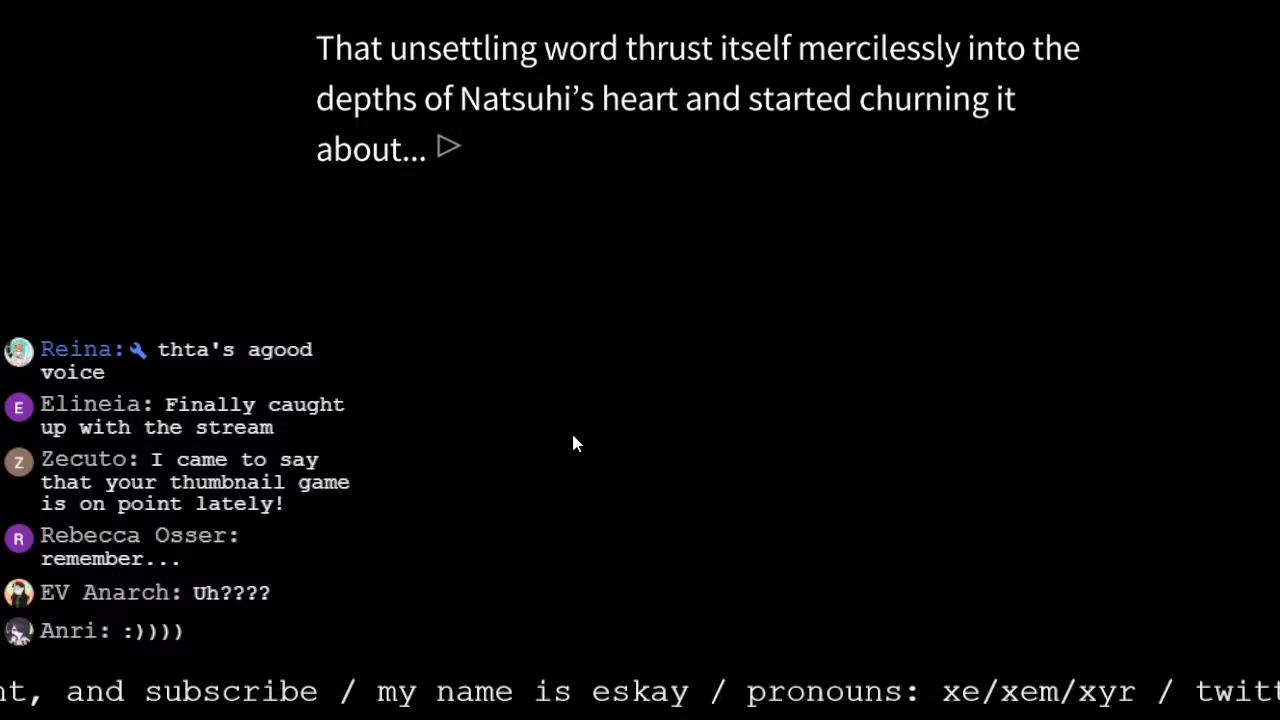 That unsettling word thrust itself mercilessly into the
depths of Natsuhi’s heart and started churning it
about...
Reina: thta's agood
voice
E Elineia: Finally caught
up with the stream
Z Zecuto: I came to say
that your thumbnail game
is on point lately!
R Rebecca Osser:
remember...
EV Anarch: Uh????
Anri: :))))
nt, and subscribe / my name is eskay / pronouns: xe/xem/xyr / twitt